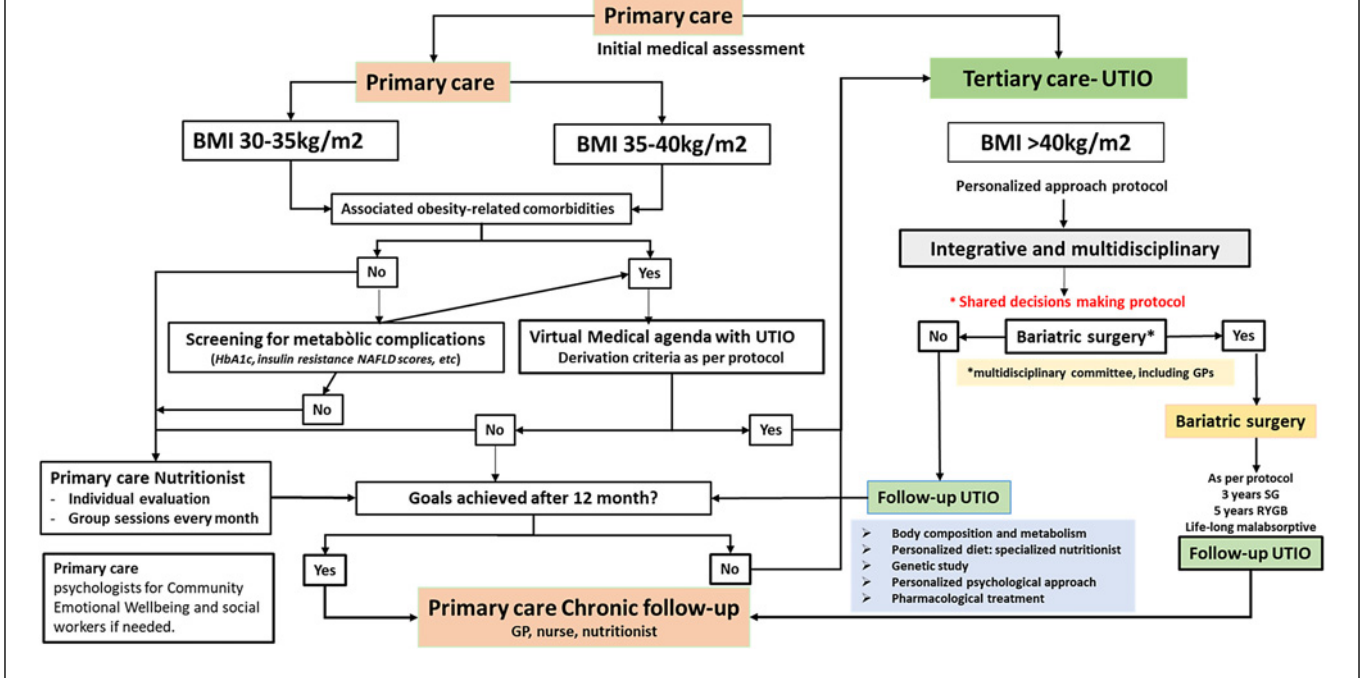 Primary care
Initial medical assessment
Primary care
Tertiary care- UTIO
BMI 30-35kg/m2
BMI 35-40kg/m2
BMI >40kg/m2
Personalized approach protocol
Associated obesity-related comorbidities
Integrative and multidisciplinary
No
Yes
* Shared decisions making protocol
Screening for metabòlic complications
(HbA1c, insulin resistance NAFLD scores, etc)
Virtual Medical agenda with UTIO
Derivation criteria as per protocol
No
Bariatric surgery*
Yes
*multidisciplinary committee, including GPs
No
No
Yes
Bariatric surgery
Primary care Nutritionist
- Individual evaluation
- Group sessions every month
Goals achieved after 12 month?
Follow-up UTIO
As per protocol
3 years SG
5 years RYGB
Life-long malabsorptive
Follow-up UTIO
➢ Body composition and metabolism
➢ Personalized diet: specialized nutritionist
➢ Genetic study
➢ Personalized psychological approach
➢ Pharmacological treatment
Yes
No
Primary care
psychologists for Community
Emotional Wellbeing and social
workers if needed.
Primary care Chronic follow-up
GP, nurse, nutritionist